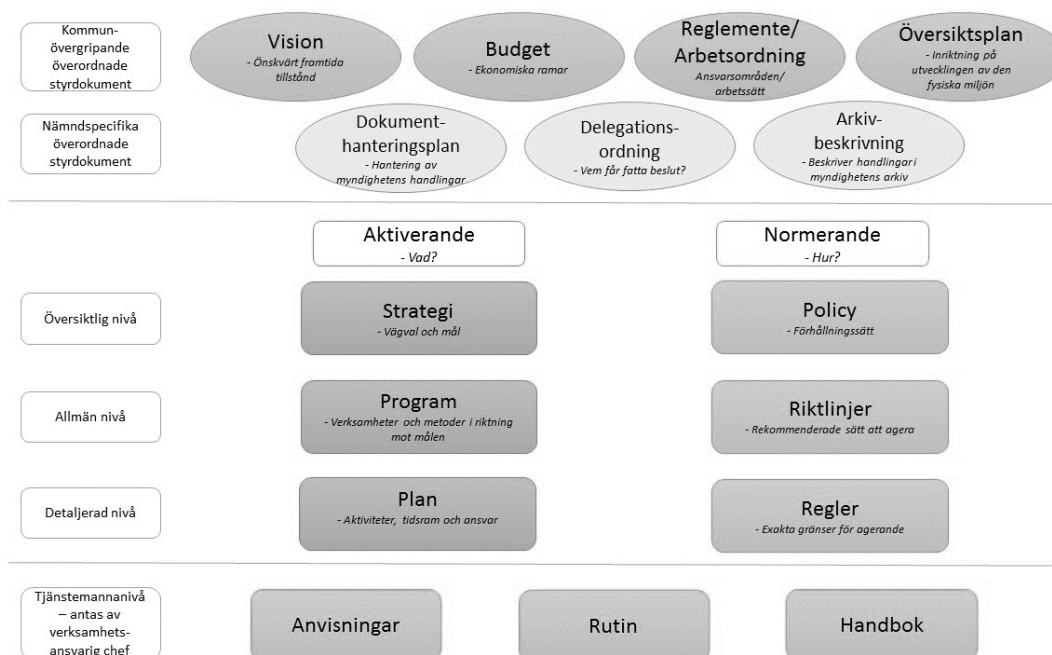 Kommun-
övergripande
överordnade
styrdokument
Vision
- Önskvärt framtida
tillstånd
Budget
- Ekonomiska ramar
Reglemente/
Arbetsordning
Ansvarsområden/
arbetssätt
Översiktsplan
- Inriktning på
utvecklingen av den
fysiska miljön
Nämndspecifika
överordnade
styrdokument
Dokument-
hanteringsplan
- Hantering av
myndighetens handlingar
Delegations-
ordning
- Vem får fatta beslut?
Arkiv-
beskrivning
- Beskriver handlingar i
myndighetens arkiv
Aktiverande
- Vad?
Normerande
- Hur?
Översiktlig nivå
Strategi
- Vägval och mål
Policy
- Förhållningssätt
Allmän nivå
Program
- Verksamheter och metoder i riktning
mot målen
Riktlinjer
- Rekommenderade sätt att agera
Detaljerad nivå
Plan
- Aktiviteter, tidsram och ansvar
Regler
- Exakta gränser för agerande
Tjänstemannanivå
– antas av
verksamhets-
ansvarig chef
Anvisningar
Rutin
Handbok